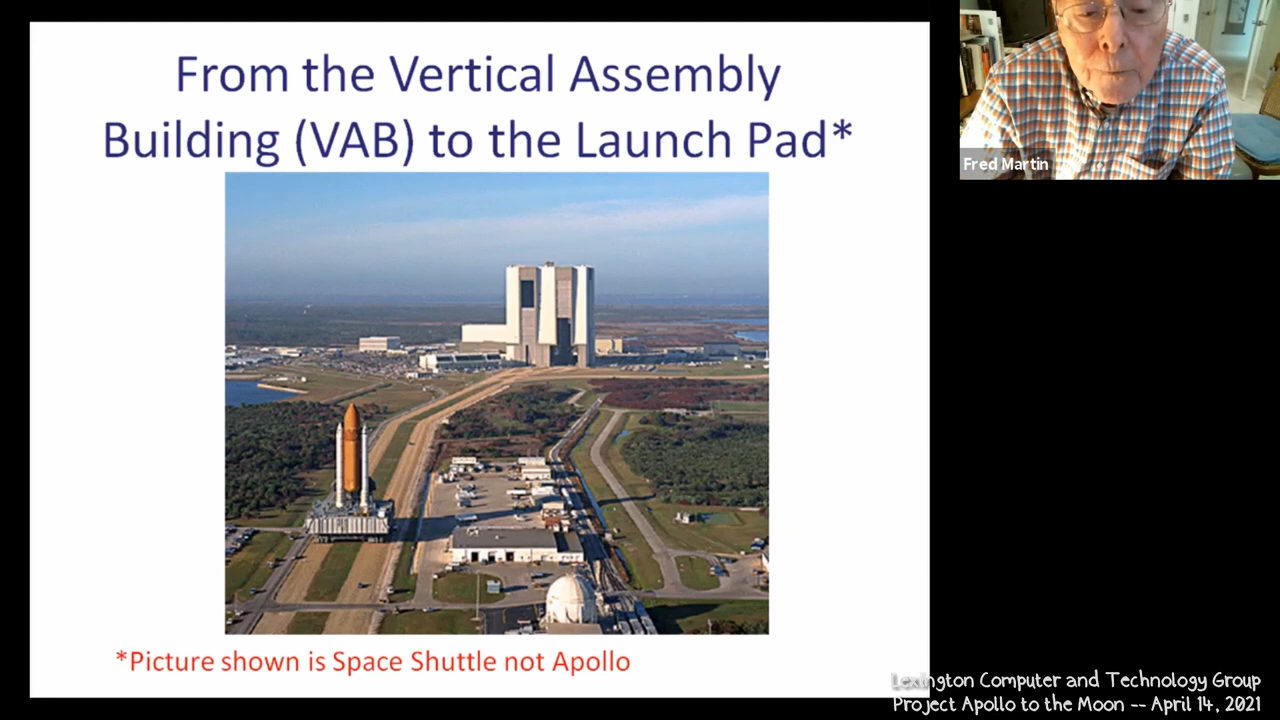 From the Vertical Assembly
Building (VAB) to the Launch Pad*
*Picture shown is Space Shuttle not Apollo
Fred Martin
Lexington Computer and Technology Group
Project Apollo to the Moon -- April 14, 2021